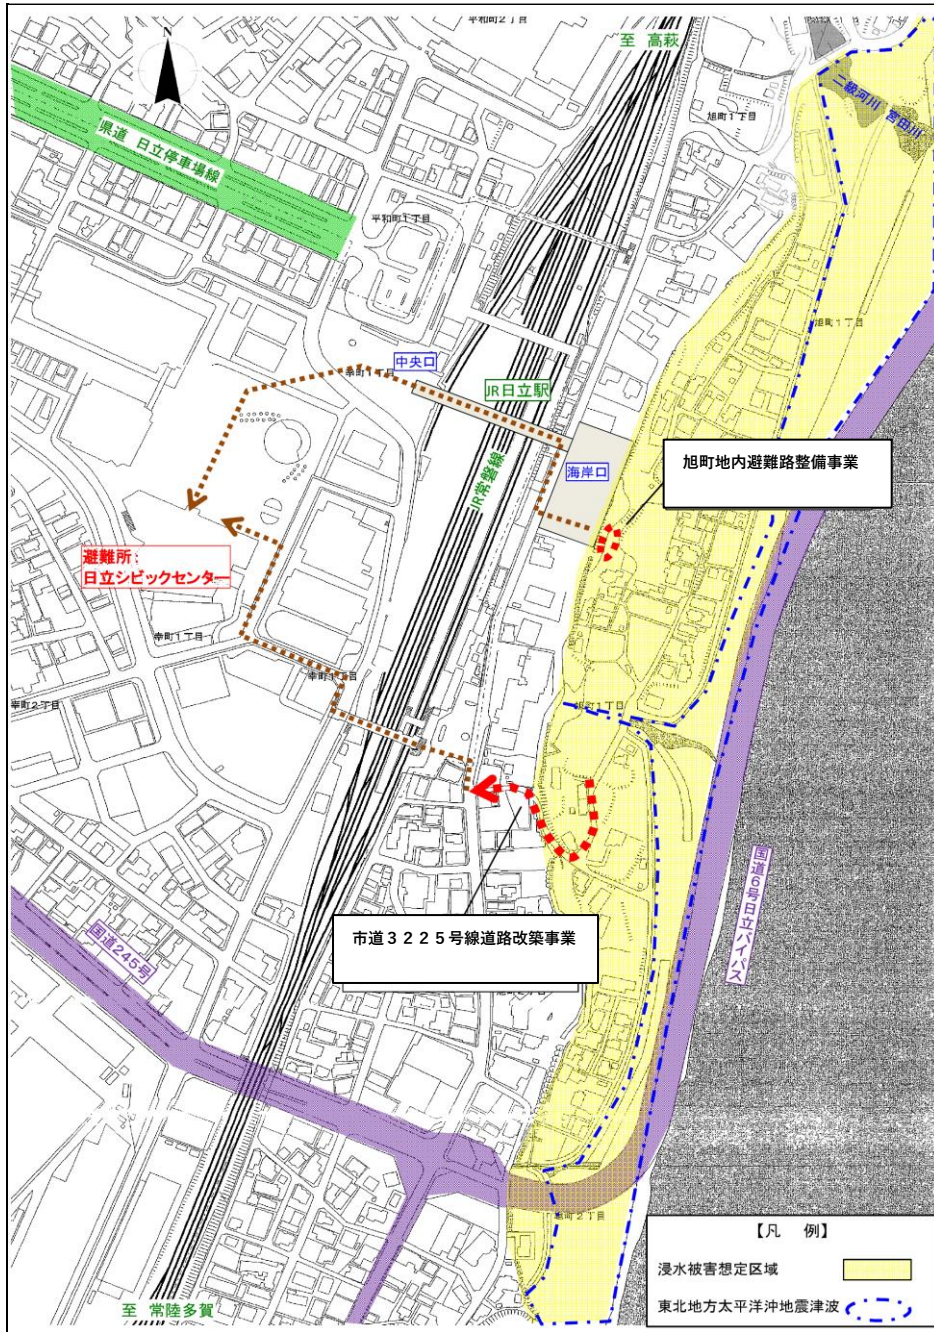 平和町2丁目
至 高萩
N
二級河川 宮田川
旭町1丁目
県道 日立停車場線
平和町1丁目
旭町1丁目
中央口
幸町1丁目
JR日立駅
旭町地内避難路整備事業
海岸口
JR常磐線
避難所:
日立シビックセンター
幸町1丁目
幸町1丁目
幸町2丁目
旭町1丁目
国道6号日立バイパス
市道3225号線道路改築事業
国道245号
旭町2丁目
【凡 例】
浸水被害想定区域
東北地方太平洋沖地震津波
至 常陸多賀